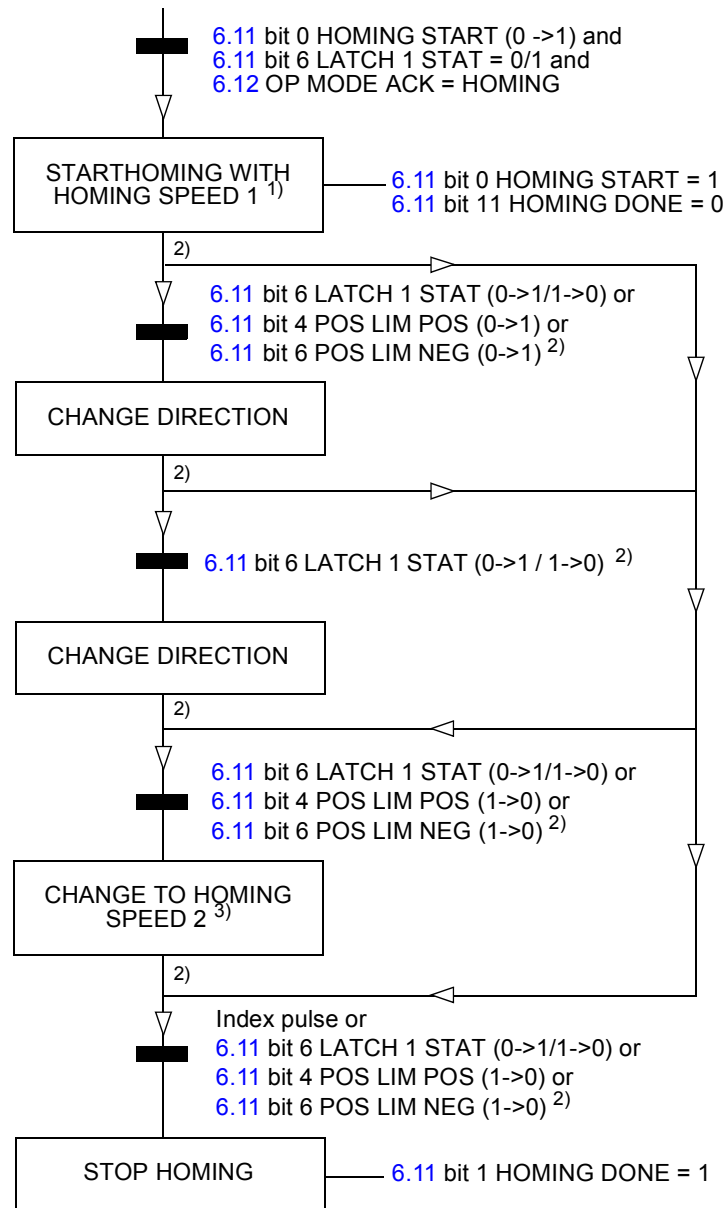 6.11 bit 0 HOMING START (0 ->1) and
6.11 bit 6 LATCH 1 STAT = 0/1 and
6.12 OP MODE ACK = HOMING
STARTHOMING WITH
HOMING SPEED 1 1)
6.11 bit 0 HOMING START = 1
6.11 bit 11 HOMING DONE = 0
2)
6.11 bit 6 LATCH 1 STAT (0->1/1->0) or
6.11 bit 4 POS LIM POS (0->1) or
6.11 bit 6 POS LIM NEG (0->1) 2)
CHANGE DIRECTION
2)
6.11 bit 6 LATCH 1 STAT (0->1 / 1->0) 2)
CHANGE DIRECTION
2)
6.11 bit 6 LATCH 1 STAT (0->1/1->0) or
6.11 bit 4 POS LIM POS (1->0) or
6.11 bit 6 POS LIM NEG (1->0) 2)
CHANGE TO HOMING
SPEED 2 3)
2)
Index pulse or
6.11 bit 6 LATCH 1 STAT (0->1/1->0) or
6.11 bit 4 POS LIM POS (1->0) or
6.11 bit 6 POS LIM NEG (1->0) 2)
STOP HOMING
6.11 bit 1 HOMING DONE = 1